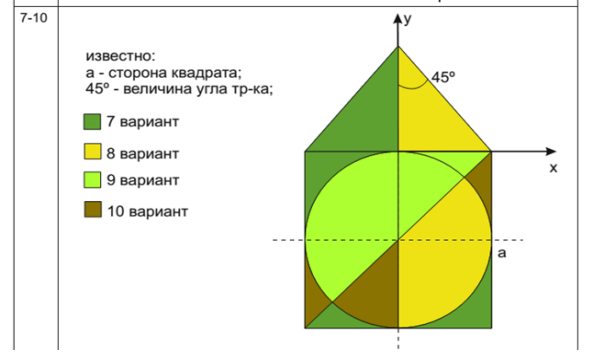 7-10
y
известно:
а - сторона квадрата;
45º - величина угла тр-ка;
45º
7 вариант
8 вариант
9 вариант
10 вариант
x
a